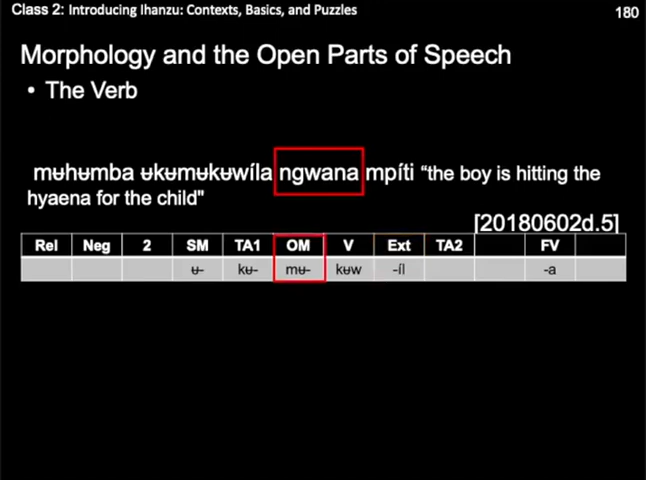 Class 2: Introducing Ihanzu: Contexts, Basics, and Puzzles
180
Morphology and the Open Parts of Speech
• The Verb
mʉhʉmba ʉkʉmʉkʉwíla ngwana mpíti “the boy is hitting the
hyaena for the child"
[20180602d.5]
Rel Neg 2 SM TA1 OM V Ext TA2 FV
ʉ- kʉ- mʉ- kʉw -íl -a